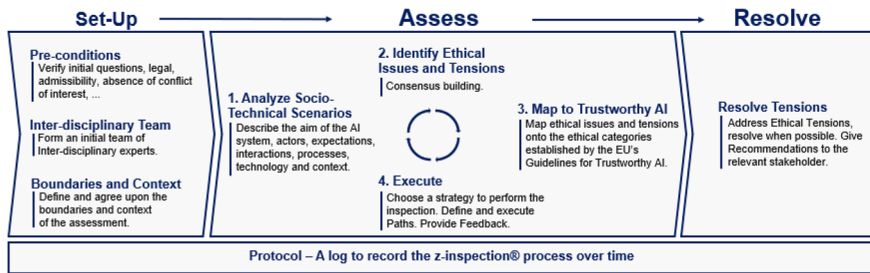 Set-Up
Assess
Resolve
Pre-conditions
Verify initial questions, legal,
admissibility, absence of conflict
of interest, ...
Inter-disciplinary Team
Form an initial team of
Inter-disciplinary experts.
Boundaries and Context
Define and agree upon the
boundaries and context
of the assessment.
1. Analyze Socio-
Technical Scenarios
Describe the aim of the AI
system, actors, expectations,
interactions, processes,
technology and context.
2. Identify Ethical
Issues and Tensions
Consensus building.
3. Map to Trustworthy AI
Map ethical issues and tensions
onto the ethical categories
established by the EU's
Guidelines for Trustworthy AI.
4. Execute
Choose a strategy to perform the
inspection. Define and execute
Paths. Provide Feedback.
Resolve Tensions
Address Ethical Tensions,
resolve when possible. Give
Recommendations to the
relevant stakeholder.
Protocol – A log to record the z-inspection® process over time